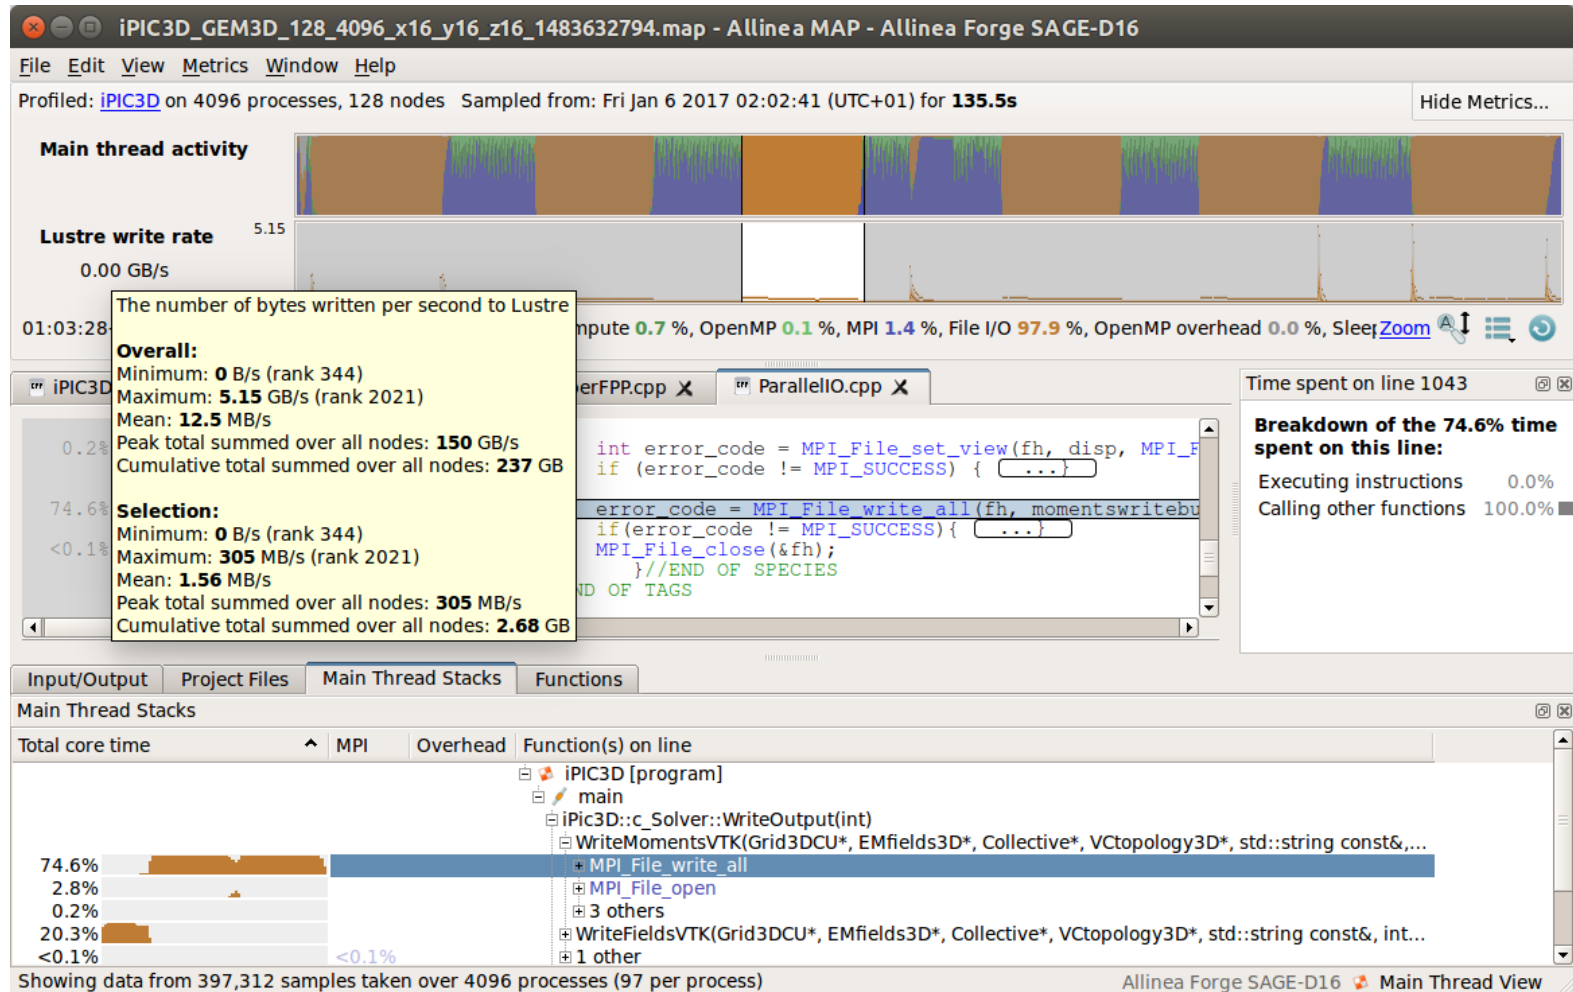 iPIC3D_GEM3D_128_4096_x16_y16_z16_1483632794.map - Allinea MAP - Allinea Forge SAGE-D16
File Edit View Metrics Window Help
Profiled: iPIC3D on 4096 processes, 128 nodes Sampled from: Fri Jan 6 2017 02:02:41 (UTC+01) for 135.5s
Hide Metrics...
Main thread activity
Lustre write rate 5.15
0.00 GB/s
01:03:28- mpute 0.7 %, OpenMP 0.1 %, MPI 1.4 %, File I/O 97.9 %, OpenMP overhead 0.0 %, Sleep Zoom
The number of bytes written per second to Lustre
Overall:
Minimum: 0 B/s (rank 344)
Maximum: 5.15 GB/s (rank 2021)
Mean: 12.5 MB/s
Peak total summed over all nodes: 150 GB/s
Cumulative total summed over all nodes: 237 GB
Selection:
Minimum: 0 B/s (rank 344)
Maximum: 305 MB/s (rank 2021)
Mean: 1.56 MB/s
Peak total summed over all nodes: 305 MB/s
Cumulative total summed over all nodes: 2.68 GB
iPIC3D erFPP.cpp ParallelIO.cpp
0.2% int error_code = MPI_File_set_view(fh, disp, MPI_F
if (error_code != MPI_SUCCESS) { ...}
74.6% error_code = MPI_File_write_all(fh, momentswritebu
if(error_code != MPI_SUCCESS){ ...}
<0.1% MPI_File_close(&fh);
}//END OF SPECIES
ND OF TAGS
Time spent on line 1043
Breakdown of the 74.6% time
spent on this line:
Executing instructions 0.0%
Calling other functions 100.0%
Input/Output Project Files Main Thread Stacks Functions
Main Thread Stacks
Total core time MPI Overhead Function(s) on line
iPIC3D [program]
main
iPic3D::c_Solver::WriteOutput(int)
WriteMomentsVTK(Grid3DCU*, EMfields3D*, Collective*, VCtopology3D*, std::string const&,...
74.6% MPI_File_write_all
2.8% MPI_File_open
0.2% 3 others
20.3% WriteFieldsVTK(Grid3DCU*, EMfields3D*, Collective*, VCtopology3D*, std::string const&, int...
<0.1% <0.1% 1 other
Showing data from 397,312 samples taken over 4096 processes (97 per process)
Allinea Forge SAGE-D16 Main Thread View